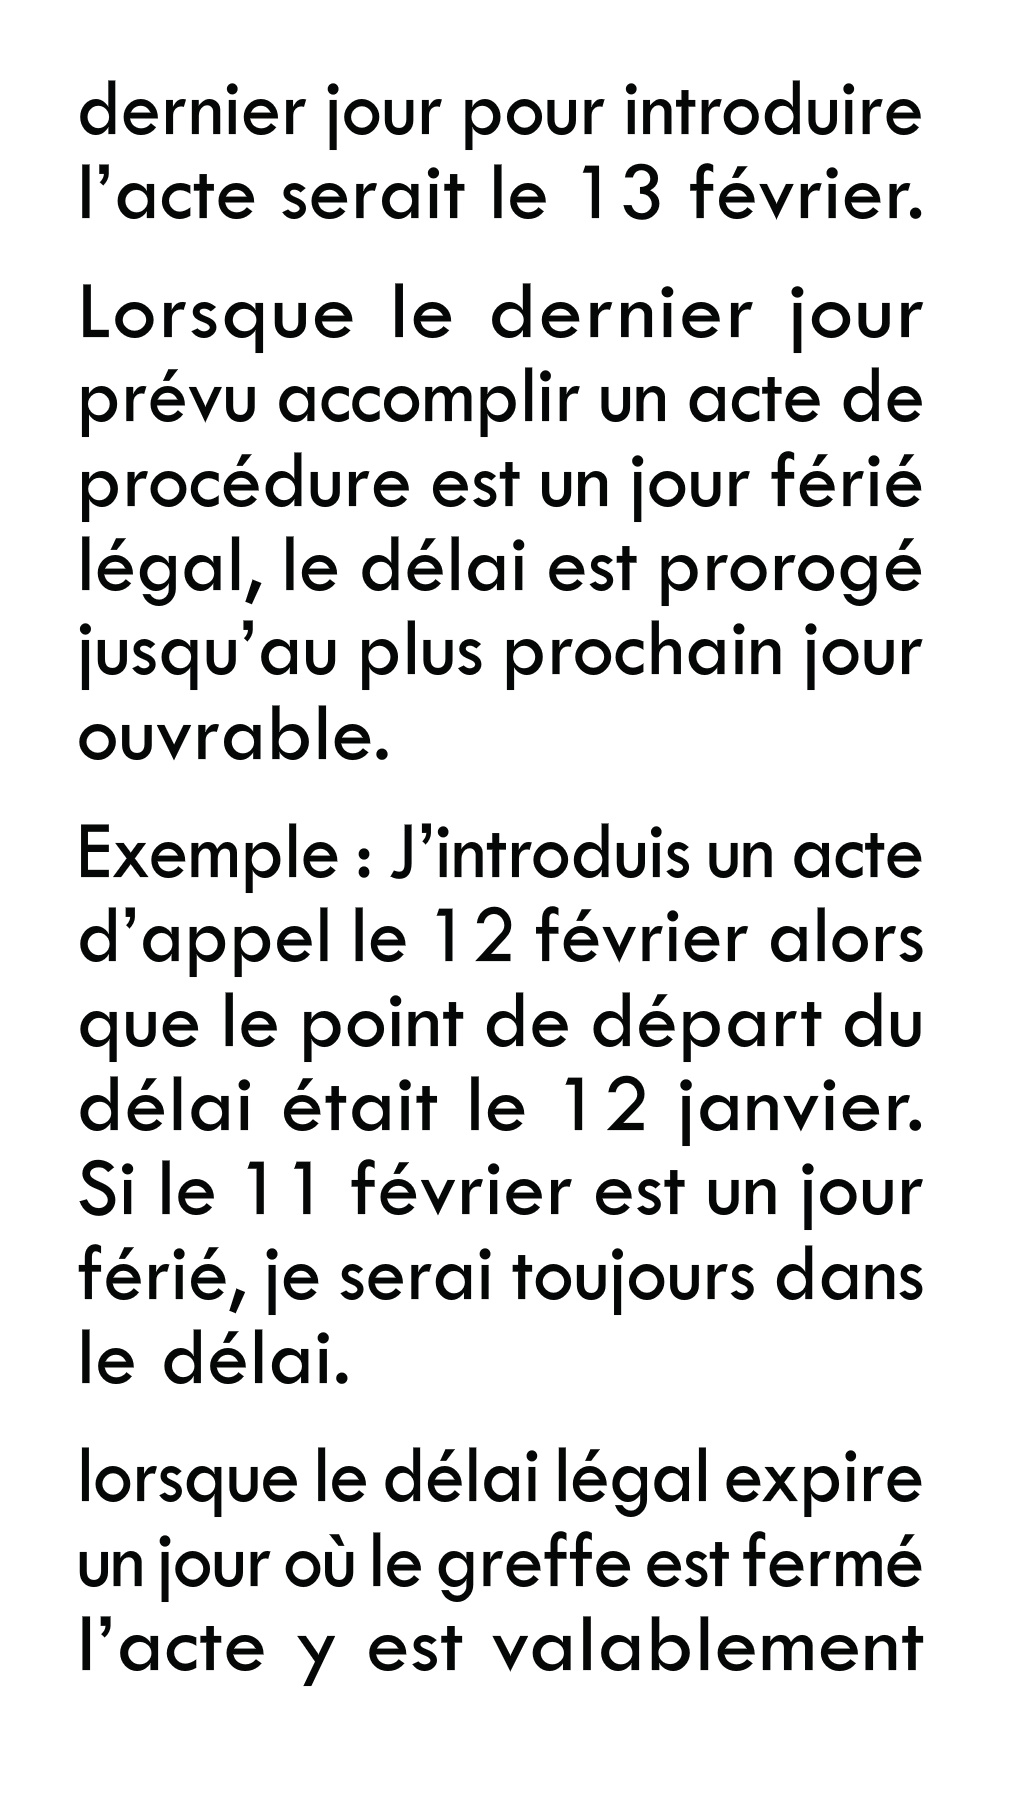 dernier jour pour introduire
l’acte serait le 13 février.
Lorsque le dernier jour
prévu accomplir un acte de
procédure est un jour férié
légal, le délai est prorogé
jusqu’au plus prochain jour
ouvrable.
Exemple : J’introduis un acte
d’appel le 12 février alors
que le point de départ du
délai était le 12 janvier.
Si le 11 février est un jour
férié, je serai toujours dans
le délai.
lorsque le délai légal expire
un jour où le greffe est fermé
l’acte y est valablement